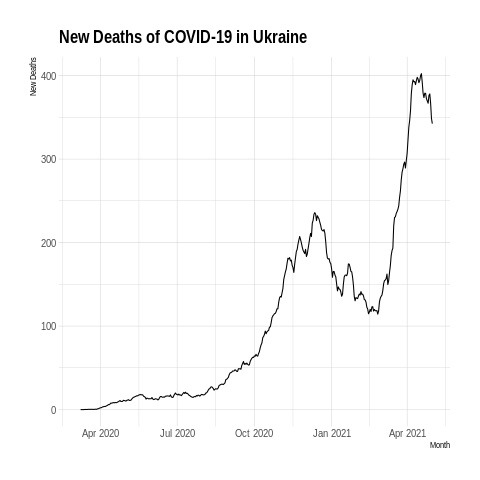 New Deaths of COVID-19 in Ukraine
New Deaths
400
300
200
100
0
Apr 2020 Jul 2020 Oct 2020 Jan 2021 Apr 2021
Month